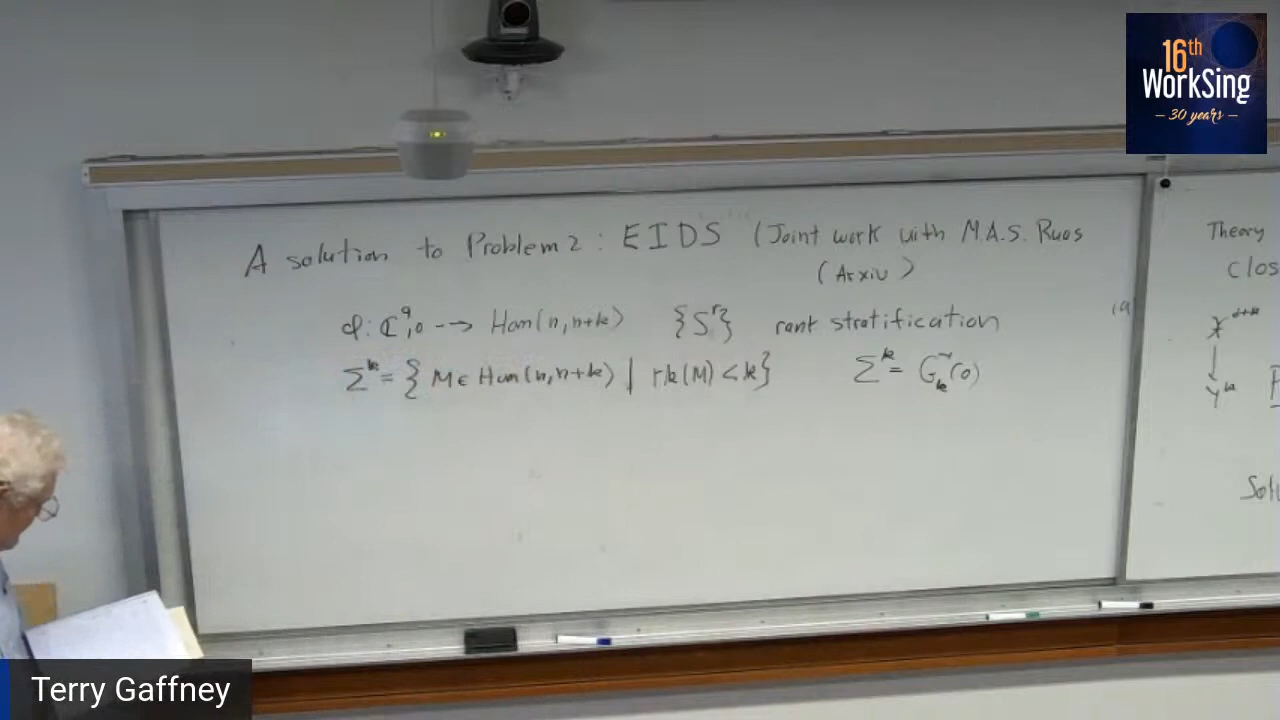 16th
WorkSing
– 30 years –
A solution to Problem 2 : EIDS (Joint work with M.A.S. Ruas
(Arxiv)
φ: ℂ^q,0 --→ Hom(n,n+k) {S^r} rank stratification
Σ^k = { M ∈ Hom(n,n+k) | rk(M) < k } Σ^k = G_k^{-1}(0)
Theory
Clos
X^{d+k}
↓
Y^k
Solu
Terry Gaffney